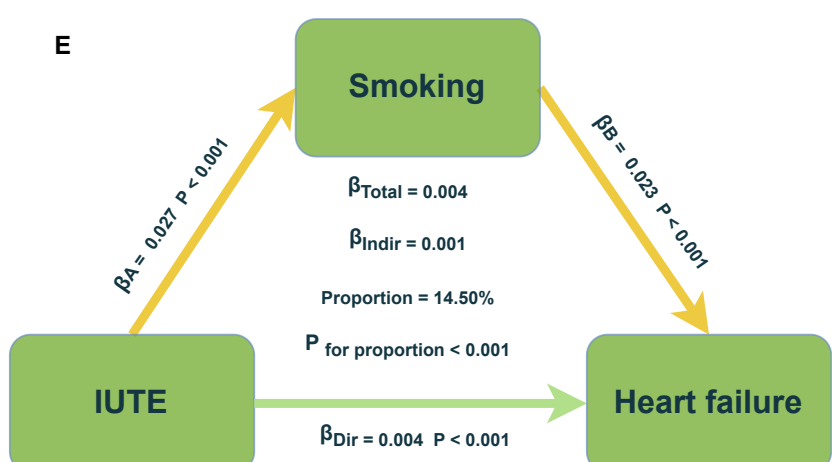 E
Smoking
βA = 0.027 P < 0.001
βB = 0.023 P < 0.001
βTotal = 0.004
βIndir = 0.001
Proportion = 14.50%
P for proportion < 0.001
IUTE
Heart failure
βDir = 0.004 P < 0.001